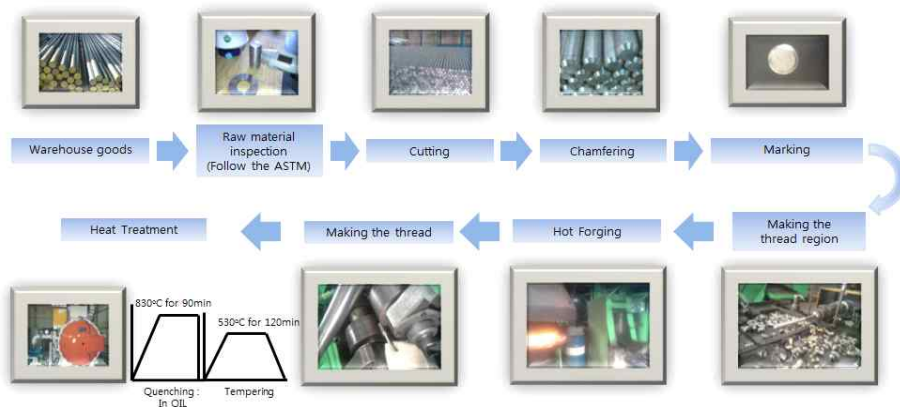 Warehouse goods
Raw material
inspection
(Follow the ASTM)
Cutting
Chamfering
Marking
Making the
thread region
Hot Forging
Making the thread
Heat Treatment
830°C for 90min
530°C for 120min
Quenching :
In OIL
Tempering